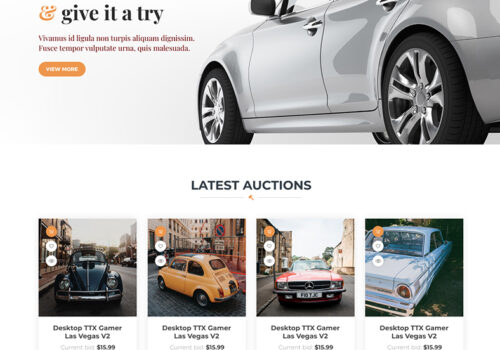 & give it a try
Vivamus id ligula non turpis aliquam dignissim.
Fusce tempor vulputate urna, quis malesuada.
VIEW MORE
LATEST AUCTIONS
F10 TJC
Desktop TTX Gamer
Las Vegas V2
Current bid: $15.99
Desktop TTX Gamer
Las Vegas V2
Current bid: $15.99
Desktop TTX Gamer
Las Vegas V2
Current bid: $15.99
Desktop TTX Gamer
Las Vegas V2
Current bid: $15.99